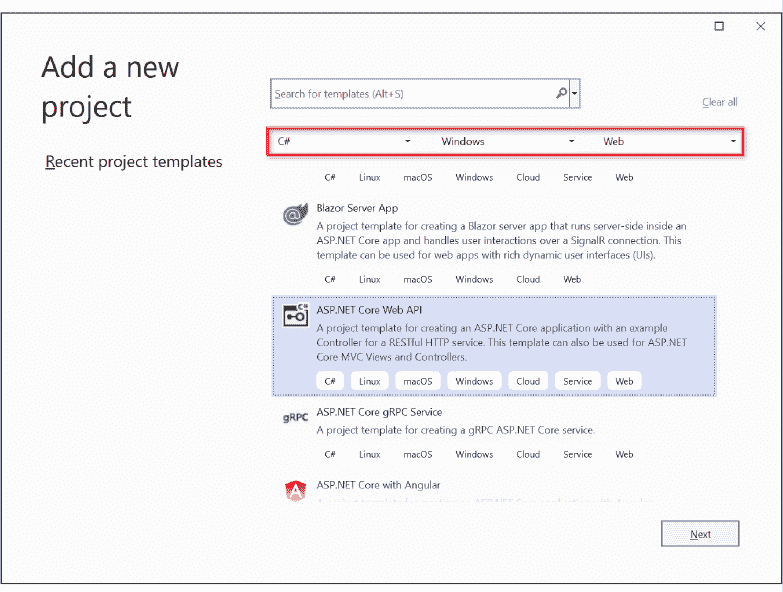 Add a new
project
Search for templates (Alt+S)
Clear all
C# Windows Web
Recent project templates
C# Linux macOS Windows Cloud Service Web
Blazor Server App
A project template for creating a Blazor server app that runs server-side inside an
ASP.NET Core app and handles user interactions over a SignalR connection. This
template can be used for web apps with rich dynamic user interfaces (UIs).
C# Linux macOS Windows Cloud Web
C#
ASP.NET Core Web API
A project template for creating an ASP.NET Core application with an example
Controller for a RESTful HTTP service. This template can also be used for ASP.NET
Core MVC Views and Controllers.
C# Linux macOS Windows Cloud Service Web
gRPC
ASP.NET Core gRPC Service
A project template for creating a gRPC ASP.NET Core service.
C# Linux macOS Windows Cloud Service Web
ASP.NET Core with Angular
Next